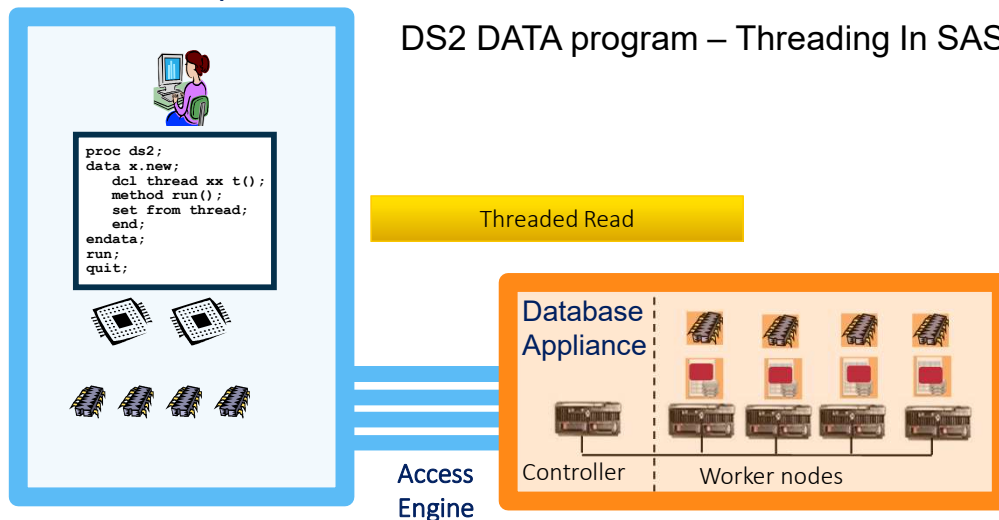 DS2 DATA program – Threading In SAS
proc ds2;
data x.new;
dcl thread xx t();
method run();
set from thread;
end;
endata;
run;
quit;
Threaded Read
Database
Appliance
Controller
Worker nodes
Access
Engine